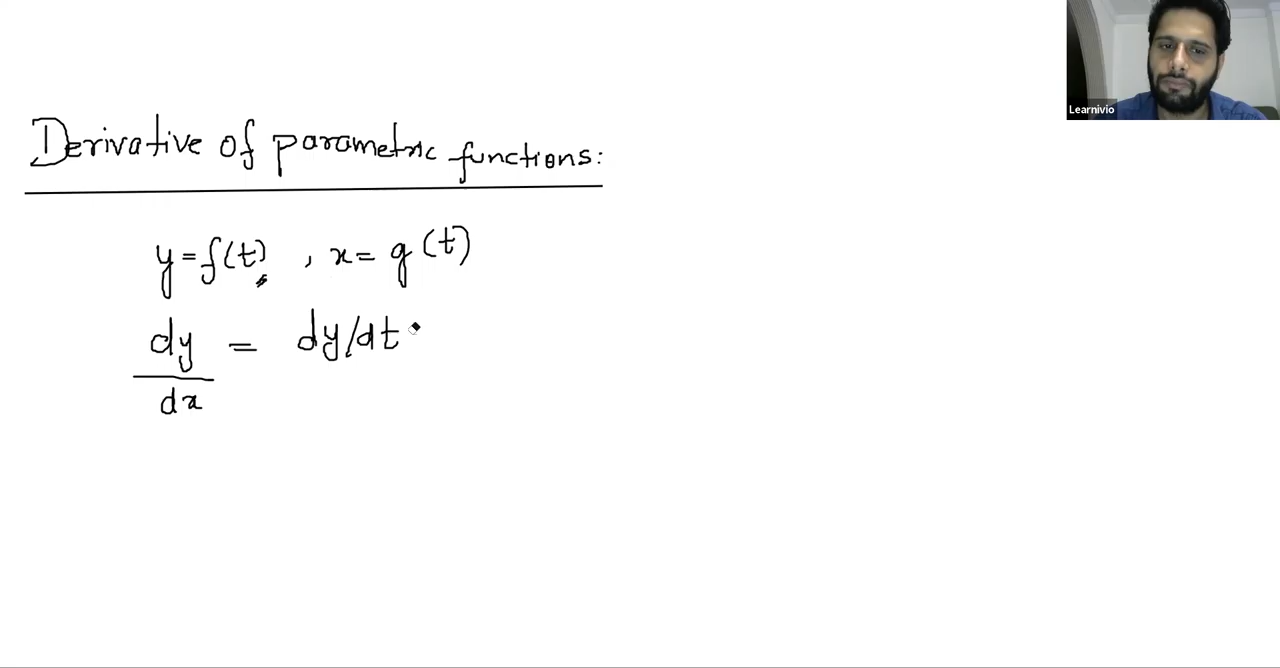 Learnivio
Derivative of parametric functions:
y=f(t) , x= g(t)
dy = dy/dt
dx